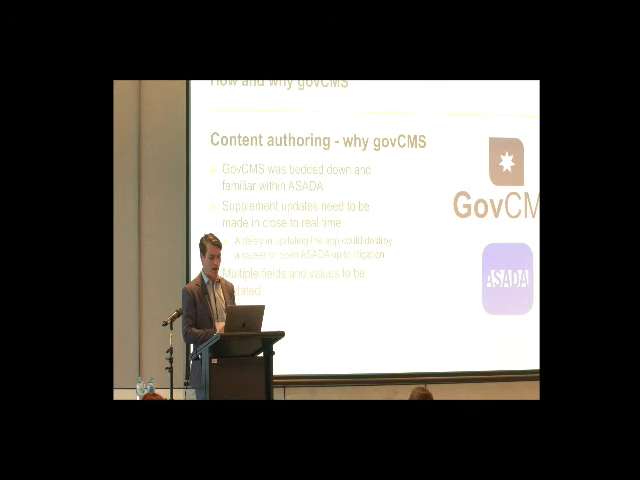 How and why govCMS
Content authoring - why govCMS
GovCMS was bedded down and
familiar within ASADA
Supplement updates need to be
made in close to real time
A delay in updating the app could destroy
a career or open ASADA up to litigation
Multiple fields and values to be
GovCM
ASADA